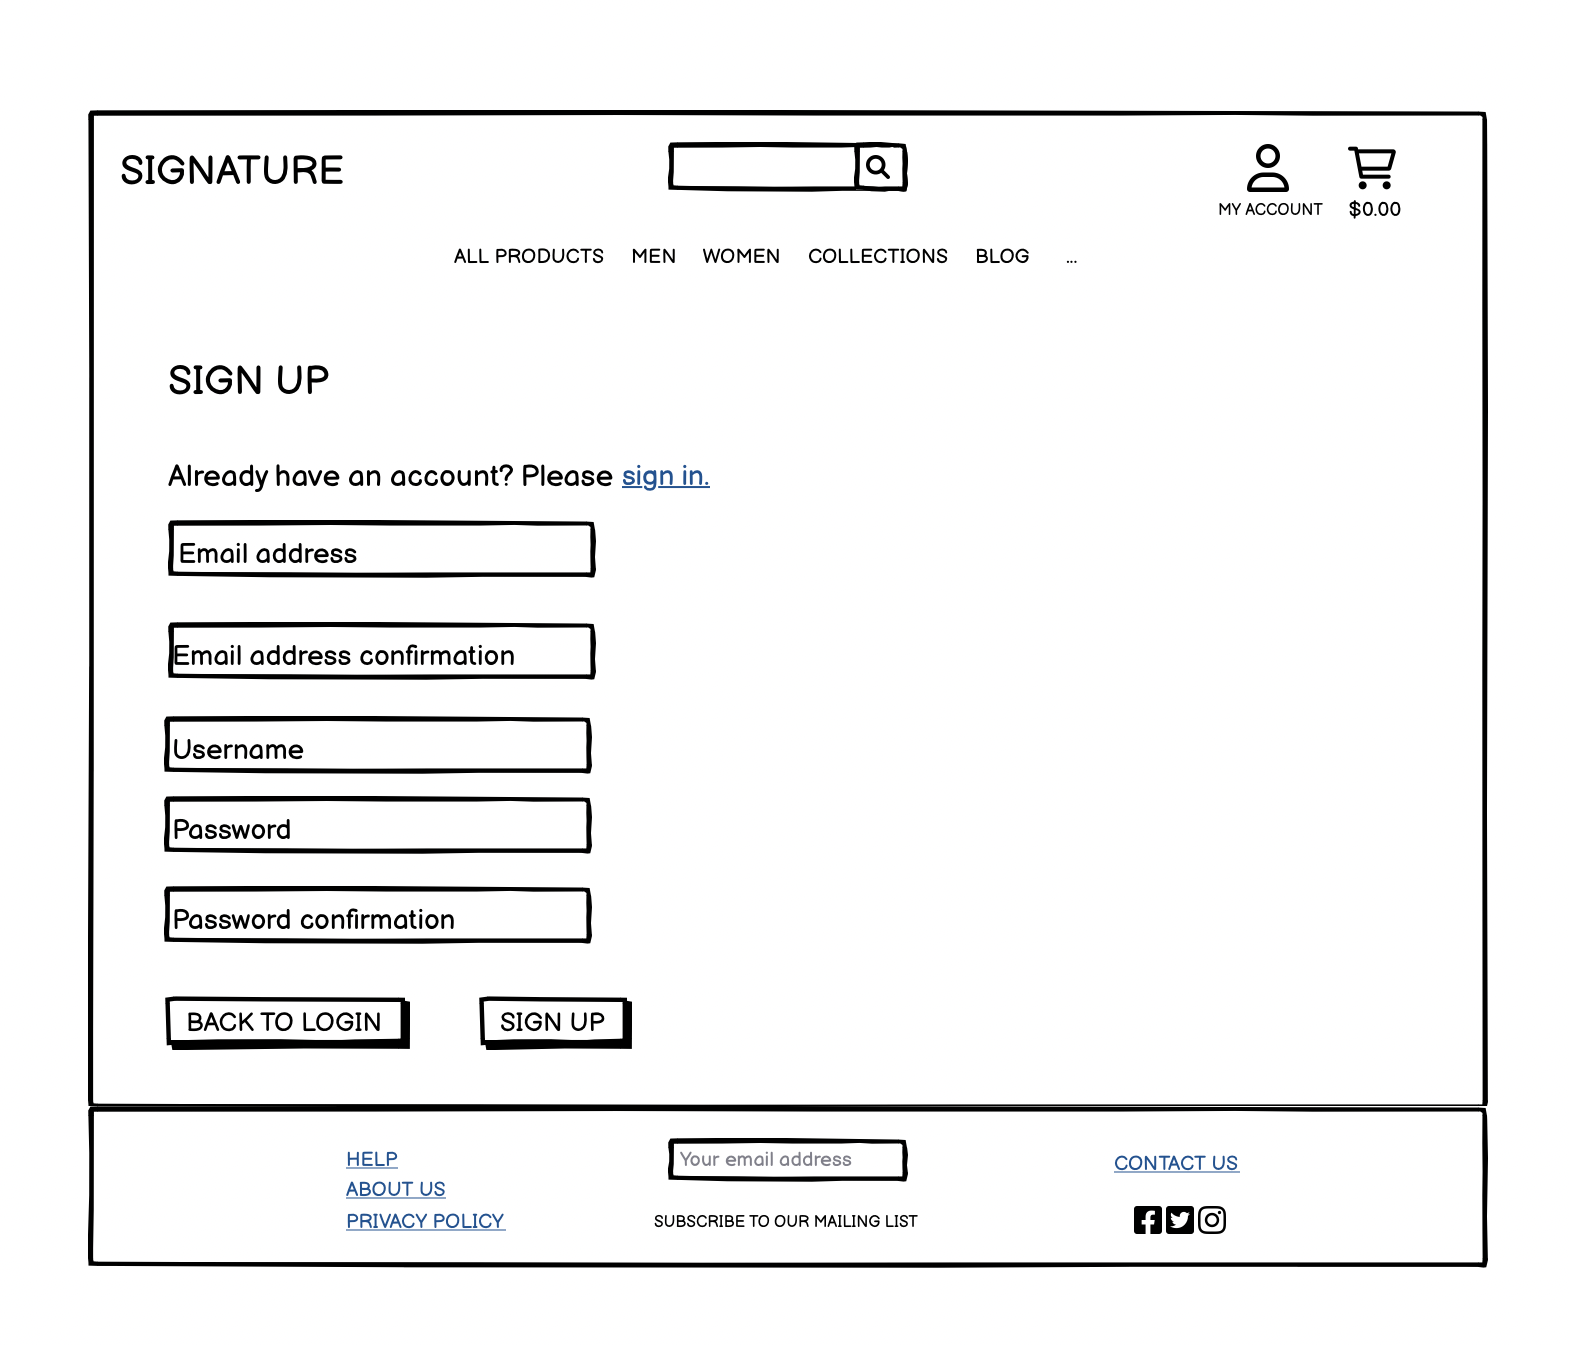 SIGNATURE
MY ACCOUNT
$0.00
ALL PRODUCTS MEN WOMEN COLLECTIONS BLOG ...
SIGN UP
Already have an account? Please sign in.
Email address
Email address confirmation
Username
Password
Password confirmation
BACK TO LOGIN
SIGN UP
HELP
ABOUT US
PRIVACY POLICY
Your email address
SUBSCRIBE TO OUR MAILING LIST
CONTACT US